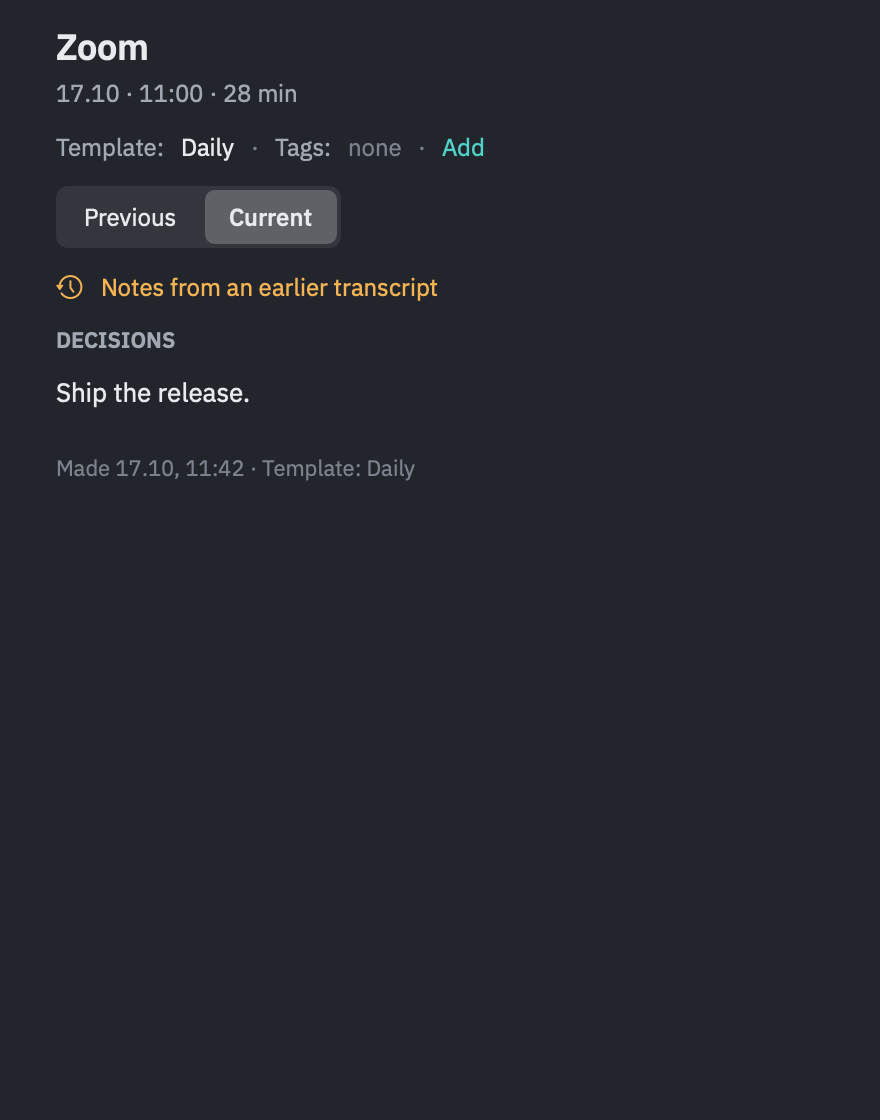 Zoom
17.10 · 11:00 · 28 min
Template: Daily · Tags: none · Add
Previous Current
Notes from an earlier transcript
DECISIONS
Ship the release.
Made 17.10, 11:42 · Template: Daily